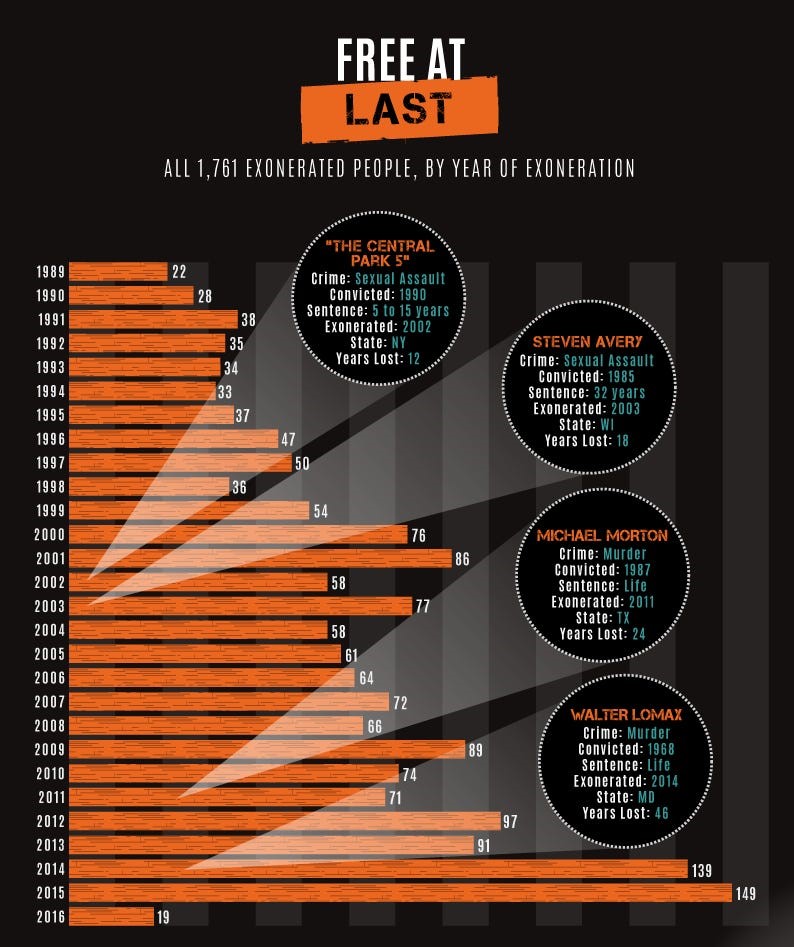 FREE AT
LAST
ALL 1,761 EXONERATED PEOPLE, BY YEAR OF EXONERATION
"THE CENTRAL
PARK 5"
Crime: Sexual Assault
Convicted: 1990
Sentence: 5 to 15 years
Exonerated: 2002
State: NY
Years Lost: 12
STEVEN AVERY
Crime: Sexual Assault
Convicted: 1985
Sentence: 32 years
Exonerated: 2003
State: WI
Years Lost: 18
MICHAEL MORTON
Crime: Murder
Convicted: 1987
Sentence: Life
Exonerated: 2011
State: TX
Years Lost: 24
WALTER LOMAX
Crime: Murder
Convicted: 1968
Sentence: Life
Exonerated: 2014
State: MD
Years Lost: 46
1989 22
1990 28
1991 38
1992 35
1993 34
1994 33
1995 37
1996 47
1997 50
1998 36
1999 54
2000 76
2001 86
2002 58
2003 77
2004 58
2005 61
2006 64
2007 72
2008 66
2009 89
2010 74
2011 71
2012 97
2013 91
2014 139
2015 149
2016 19